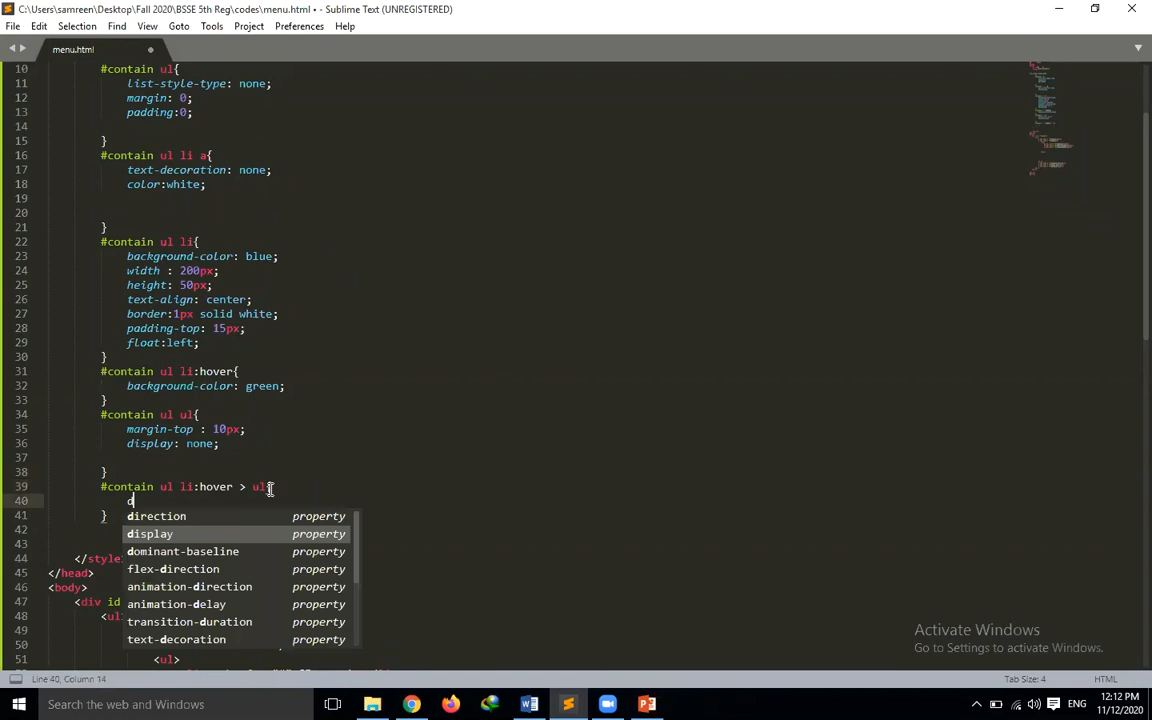 C:\Users\samreen\Desktop\Fall 2020\BSSE 5th Reg\codes\menu.html • - Sublime Text (UNREGISTERED)
File Edit Selection Find View Goto Tools Project Preferences Help
menu.html
10 #contain ul{
11 list-style-type: none;
12 margin: 0;
13 padding:0;
14
15 }
16 #contain ul li a{
17 text-decoration: none;
18 color:white;
19
20
21 }
22 #contain ul li{
23 background-color: blue;
24 width : 200px;
25 height: 50px;
26 text-align: center;
27 border:1px solid white;
28 padding-top: 15px;
29 float:left;
30 }
31 #contain ul li:hover{
32 background-color: green;
33 }
34 #contain ul ul{
35 margin-top : 10px;
36 display: none;
37
38 }
39 #contain ul li:hover > ul{
40 d
41 }
direction property
42
display property
43
dominant-baseline property
44 </style
flex-direction property
45 </head>
animation-direction property
46 <body>
animation-delay property
47 <div id
48 <ul
transition-duration property
49
text-decoration property
50
51 <ul>
Activate Windows
Go to Settings to activate Windows.
Line 40, Column 14 Tab Size: 4 HTML
Search the web and Windows
ENG
12:12 PM
11/12/2020